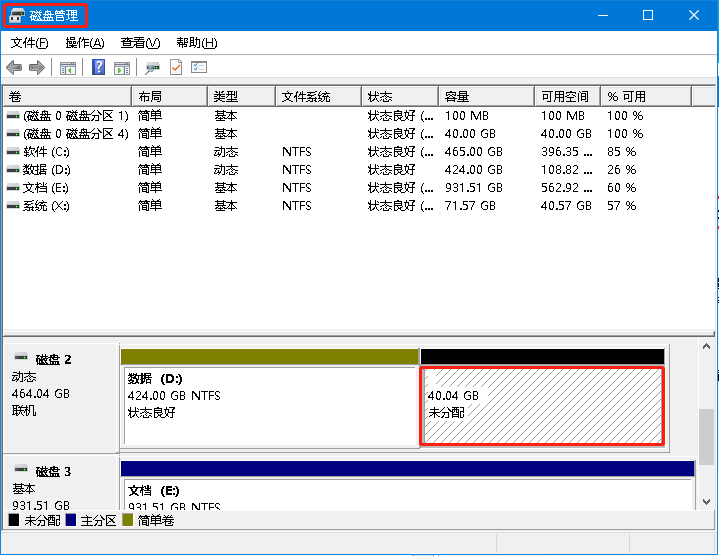 磁盘管理
文件(F) 操作(A) 查看(V) 帮助(H)
卷 布局 类型 文件系统 状态 容量 可用空间 % 可用
(磁盘 0 磁盘分区 1) 简单 基本 状态良好 (... 100 MB 100 MB 100 %
(磁盘 0 磁盘分区 4) 简单 基本 状态良好 (... 40.00 GB 40.00 GB 100 %
软件 (C:) 简单 动态 NTFS 状态良好 (... 465.00 GB 396.35 ... 85 %
数据 (D:) 简单 动态 NTFS 状态良好 424.00 GB 108.82 ... 26 %
文档 (E:) 简单 基本 NTFS 状态良好 (... 931.51 GB 562.92 ... 60 %
系统 (X:) 简单 基本 NTFS 状态良好 (... 71.57 GB 40.57 GB 57 %
磁盘 2
动态
464.04 GB
联机
数据 (D:)
424.00 GB NTFS
状态良好
40.04 GB
未分配
磁盘 3
基本
931.51 GB
文档 (E:)
931.51 GB NTFS
未分配 主分区 简单卷